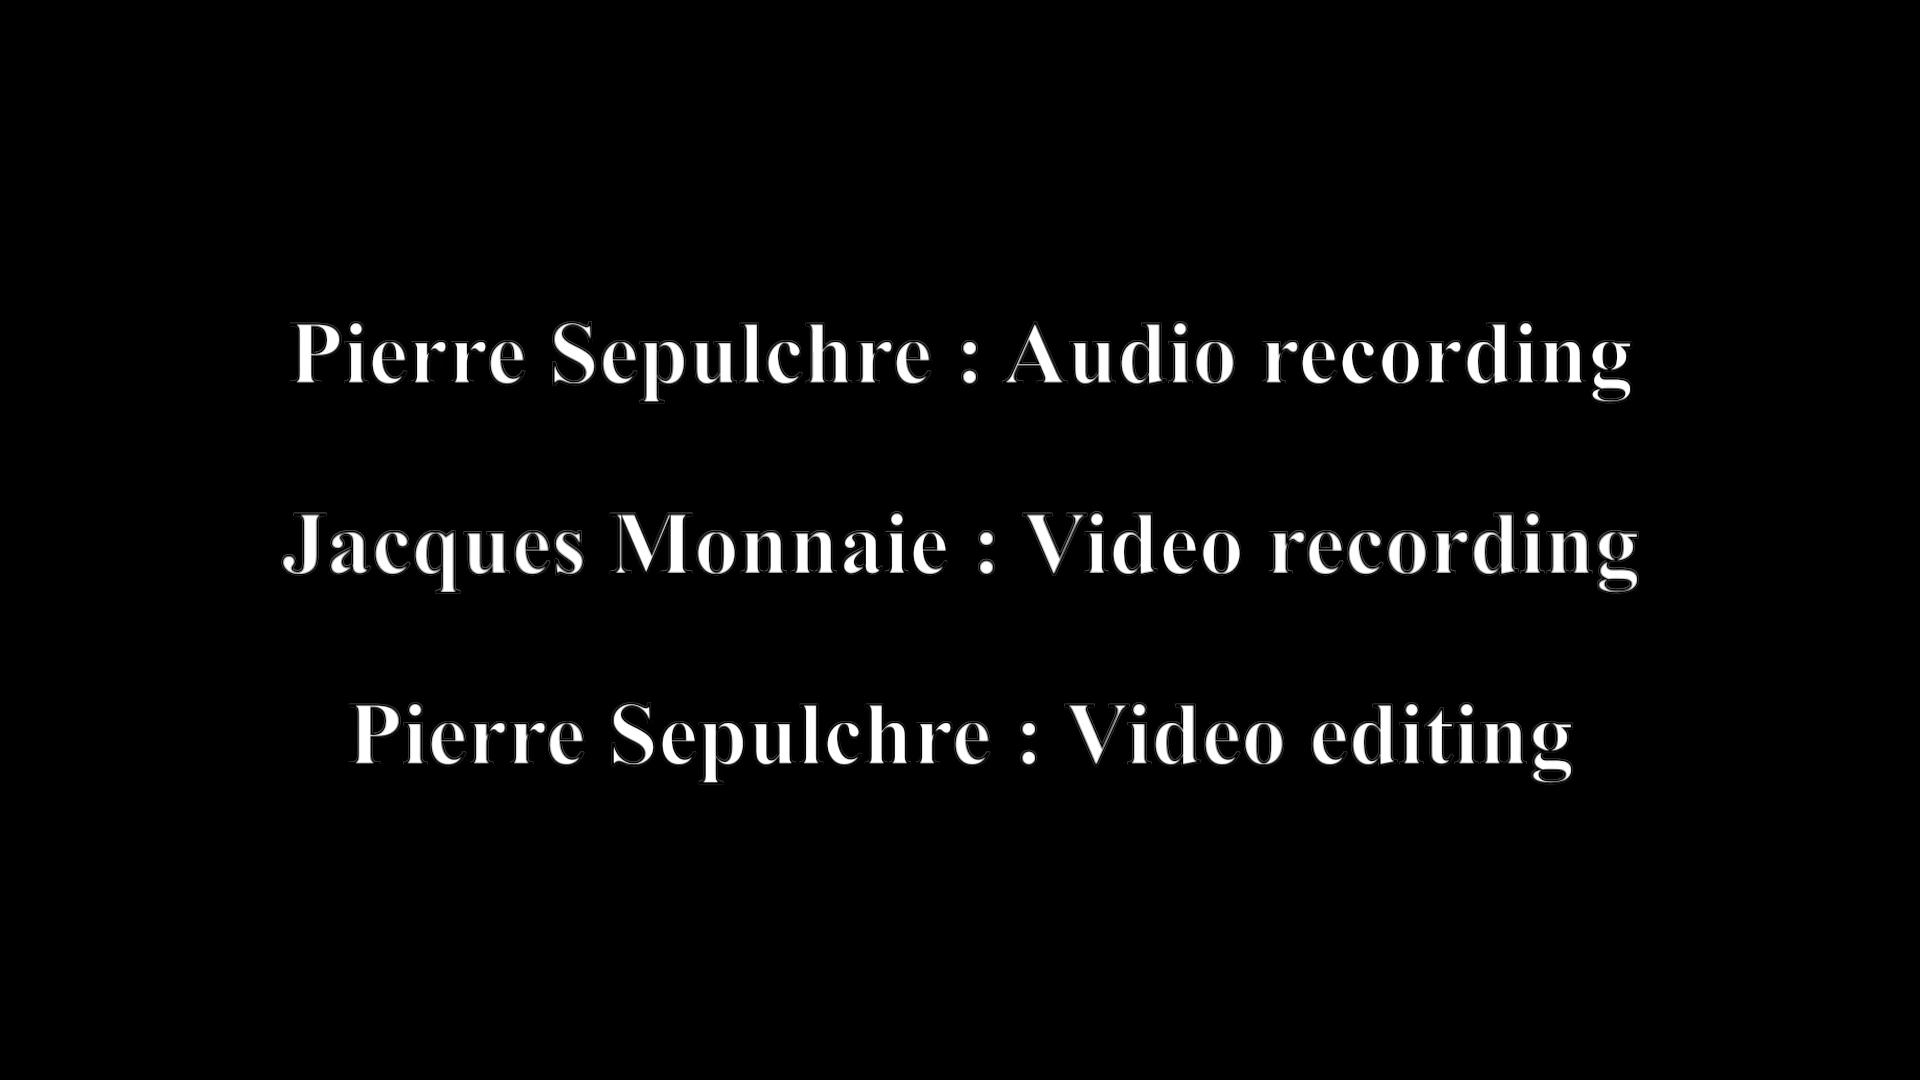 Pierre Sepulchre : Audio recording
Jacques Monnaie : Video recording
Pierre Sepulchre : Video editing